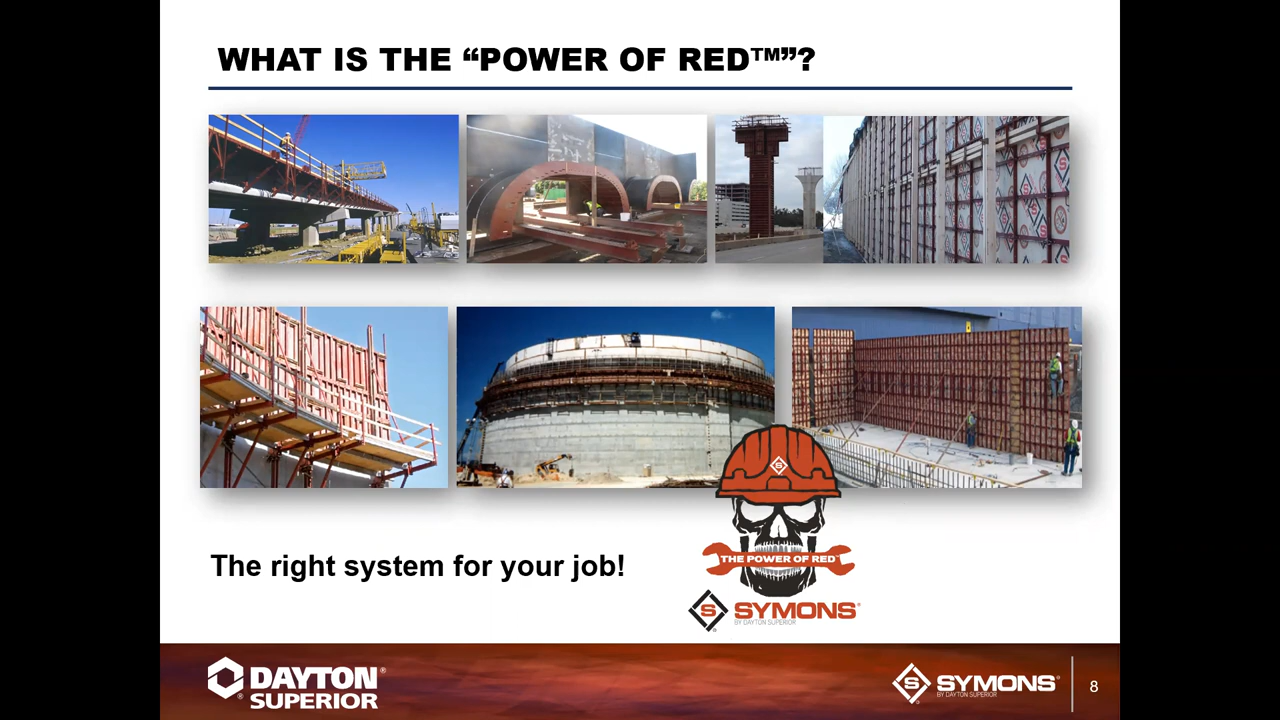 WHAT IS THE “POWER OF RED™”?
The right system for your job!
THE POWER OF RED™
S SYMONS®
BY DAYTON SUPERIOR
DAYTON®
SUPERIOR
S SYMONS®
BY DAYTON SUPERIOR
8